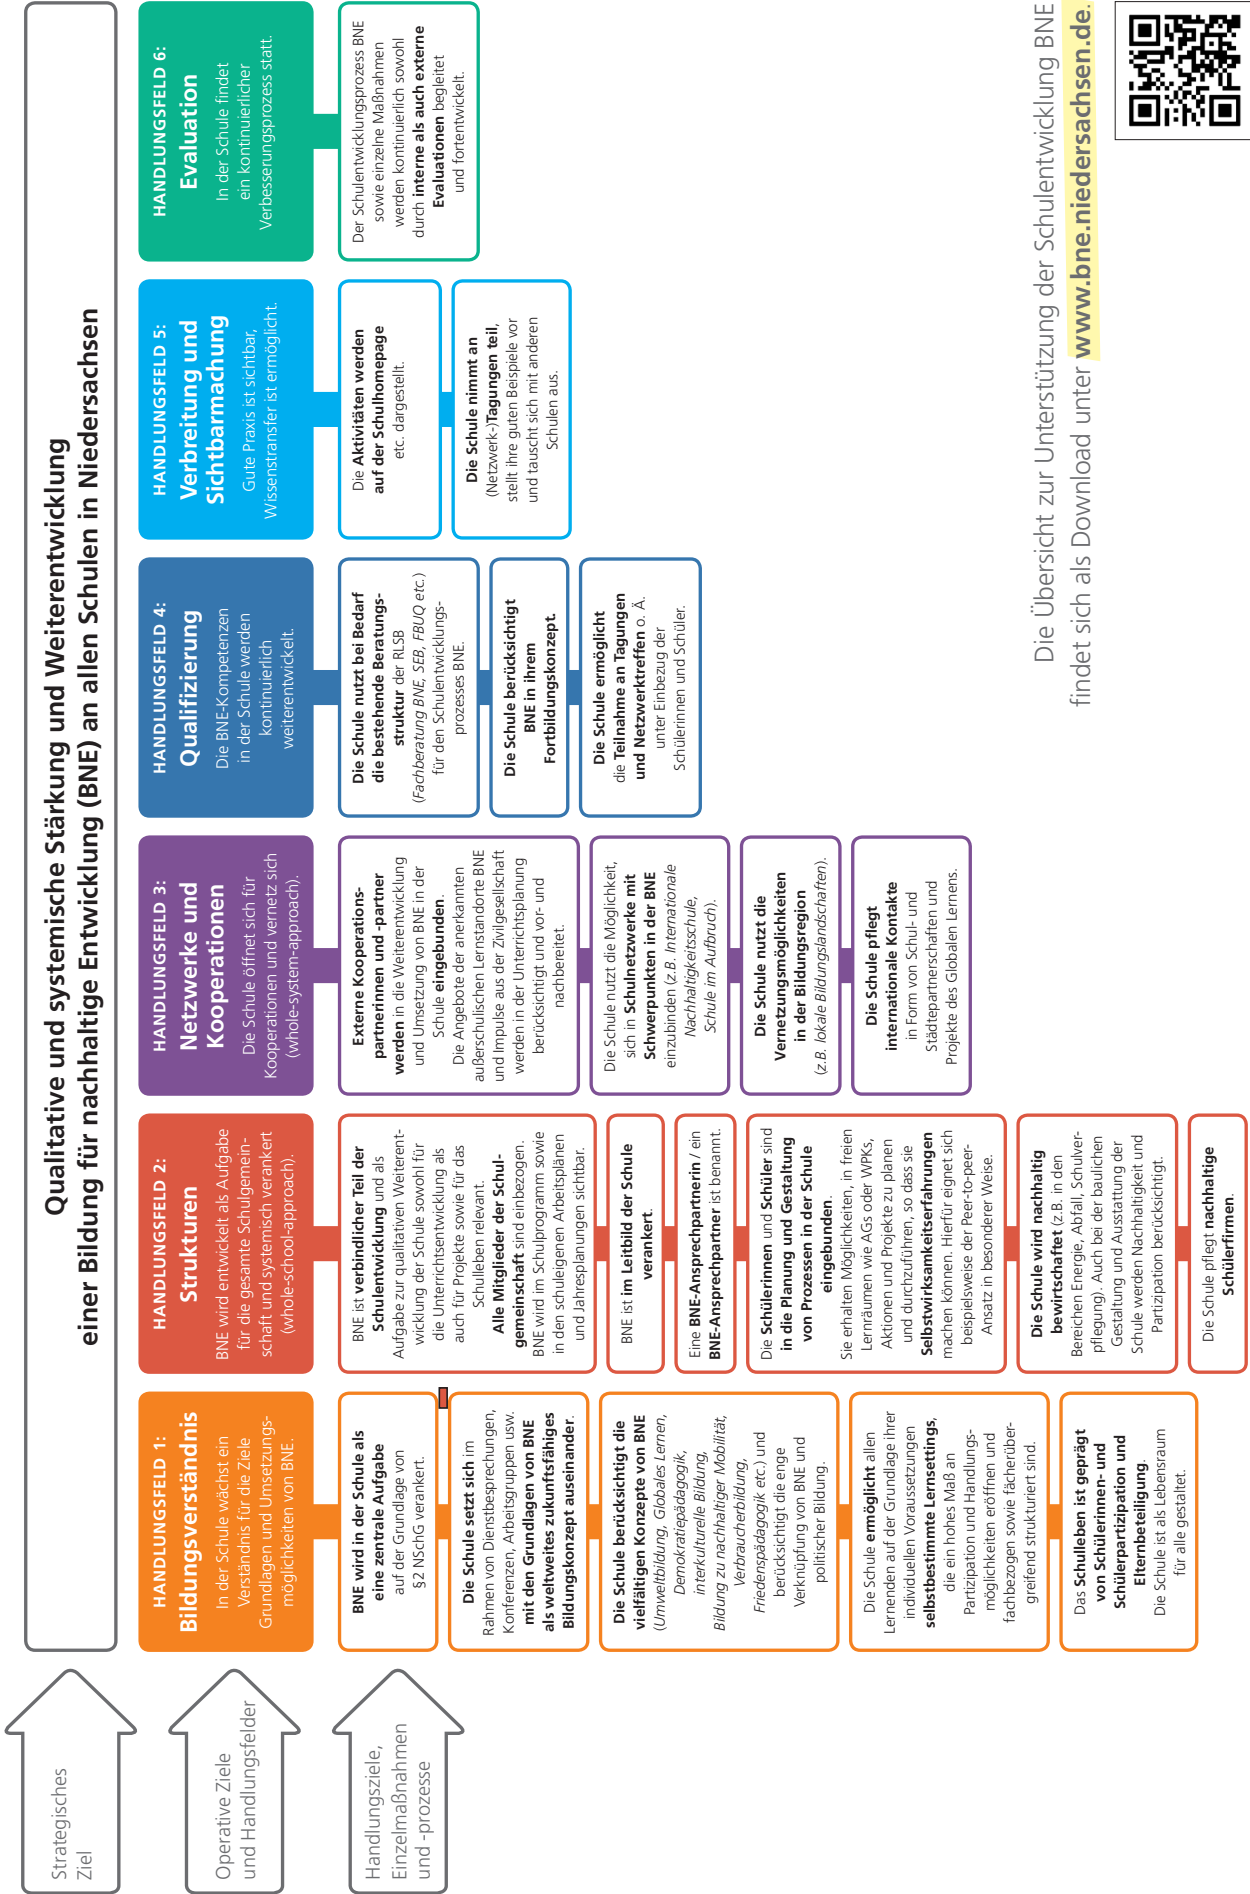 Strategisches
Ziel
Qualitative und systemische Stärkung und Weiterentwicklung
einer Bildung für nachhaltige Entwicklung (BNE) an allen Schulen in Niedersachsen
Operative Ziele
und Handlungsfelder
HANDLUNGSFELD 1:
Bildungsverständnis
In der Schule wächst ein
Verständnis für die Ziele
Grundlagen und Umsetzungs-
möglichkeiten von BNE.
HANDLUNGSFELD 2:
Strukturen
BNE wird entwickelt als Aufgabe
für die gesamte Schulgemein-
schaft und systemisch verankert
(whole-school-approach).
HANDLUNGSFELD 3:
Netzwerke und
Kooperationen
Die Schule öffnet sich für
Kooperationen und vernetz sich
(whole-system-approach).
HANDLUNGSFELD 4:
Qualifizierung
Die BNE-Kompetenzen
in der Schule werden
kontinuierlich
weiterentwickelt.
HANDLUNGSFELD 5:
Verbreitung und
Sichtbarmachung
Gute Praxis ist sichtbar,
Wissenstransfer ist ermöglicht.
HANDLUNGSFELD 6:
Evaluation
In der Schule findet
ein kontinuierlicher
Verbesserungsprozess statt.
Handlungsziele,
Einzelmaßnahmen
und -prozesse
BNE wird in der Schule als
eine zentrale Aufgabe
auf der Grundlage von
§2 NSchG verankert.
Die Schule setzt sich im
Rahmen von Dienstbesprechungen,
Konferenzen, Arbeitsgruppen usw.
mit den Grundlagen von BNE
als weltweites zukunftsfähiges
Bildungskonzept auseinander.
Die Schule berücksichtigt die
vielfältigen Konzepte von BNE
(Umweltbildung, Globales Lernen,
Demokratiepädagogik,
interkulturelle Bildung,
Bildung zu nachhaltiger Mobilität,
Verbraucherbildung,
Friedenspädagogik etc.) und
berücksichtigt die enge
Verknüpfung von BNE und
politischer Bildung.
Die Schule ermöglicht allen
Lernenden auf der Grundlage ihrer
individuellen Voraussetzungen
selbstbestimmte Lernsettings,
die ein hohes Maß an
Partizipation und Handlungs-
möglichkeiten eröffnen und
fachbezogen sowie fächerüber-
greifend strukturiert sind.
Das Schulleben ist geprägt
von Schülerinnen- und
Schülerpartizipation und
Elternbeteiligung.
Die Schule ist als Lebensraum
für alle gestaltet.
BNE ist verbindlicher Teil der
Schulentwicklung und als
Aufgabe zur qualitativen Weiterent-
wicklung der Schule sowohl für
die Unterrichtsentwicklung als
auch für Projekte sowie für das
Schulleben relevant.
Alle Mitglieder der Schul-
gemeinschaft sind einbezogen.
BNE wird im Schulprogramm sowie
in den schuleigenen Arbeitsplänen
und Jahresplanungen sichtbar.
BNE ist im Leitbild der Schule
verankert.
Eine BNE-Ansprechpartnerin / ein
BNE-Ansprechpartner ist benannt.
Die Schülerinnen und Schüler sind
in die Planung und Gestaltung
von Prozessen in der Schule
eingebunden.
Sie erhalten Möglichkeiten, in freien
Lernräumen wie AGs oder WPKs,
Aktionen und Projekte zu planen
und durchzuführen, so dass sie
Selbstwirksamkeitserfahrungen
machen können. Hierfür eignet sich
beispielsweise der Peer-to-peer-
Ansatz in besonderer Weise.
Die Schule wird nachhaltig
bewirtschaftet (z.B. in den
Bereichen Energie, Abfall, Schulver-
pflegung). Auch bei der baulichen
Gestaltung und Ausstattung der
Schule werden Nachhaltigkeit und
Partizipation berücksichtigt.
Die Schule pflegt nachhaltige
Schülerfirmen.
Externe Kooperations-
partnerinnen und -partner
werden in die Weiterentwicklung
und Umsetzung von BNE in der
Schule eingebunden.
Die Angebote der anerkannten
außerschulischen Lernstandorte BNE
und Impulse aus der Zivilgesellschaft
werden in der Unterrichtsplanung
berücksichtigt und vor- und
nachbereitet.
Die Schule nutzt die Möglichkeit,
sich in Schulnetzwerke mit
Schwerpunkten in der BNE
einzubinden (z.B. Internationale
Nachhaltigkeitsschule,
Schule im Aufbruch).
Die Schule nutzt die
Vernetzungsmöglichkeiten
in der Bildungsregion
(z.B. lokale Bildungslandschaften).
Die Schule pflegt
internationale Kontakte
in Form von Schul- und
Städtepartnerschaften und
Projekte des Globalen Lernens.
Die Schule nutzt bei Bedarf
die bestehende Beratungs-
struktur der RLSB
(Fachberatung BNE, SEB, FBUQ etc.)
für den Schulentwicklungs-
prozesses BNE.
Die Schule berücksichtigt
BNE in ihrem
Fortbildungskonzept.
Die Schule ermöglicht
die Teilnahme an Tagungen
und Netzwerktreffen o. Ä.
unter Einbezug der
Schülerinnen und Schüler.
Die Aktivitäten werden
auf der Schulhomepage
etc. dargestellt.
Die Schule nimmt an
(Netzwerk-)Tagungen teil,
stellt ihre guten Beispiele vor
und tauscht sich mit anderen
Schulen aus.
Der Schulentwicklungsprozess BNE
sowie einzelne Maßnahmen
werden kontinuierlich sowohl
durch interne als auch externe
Evaluationen begleitet
und fortentwickelt.
Die Übersicht zur Unterstützung der Schulentwicklung BNE
findet sich als Download unter www.bne.niedersachsen.de.